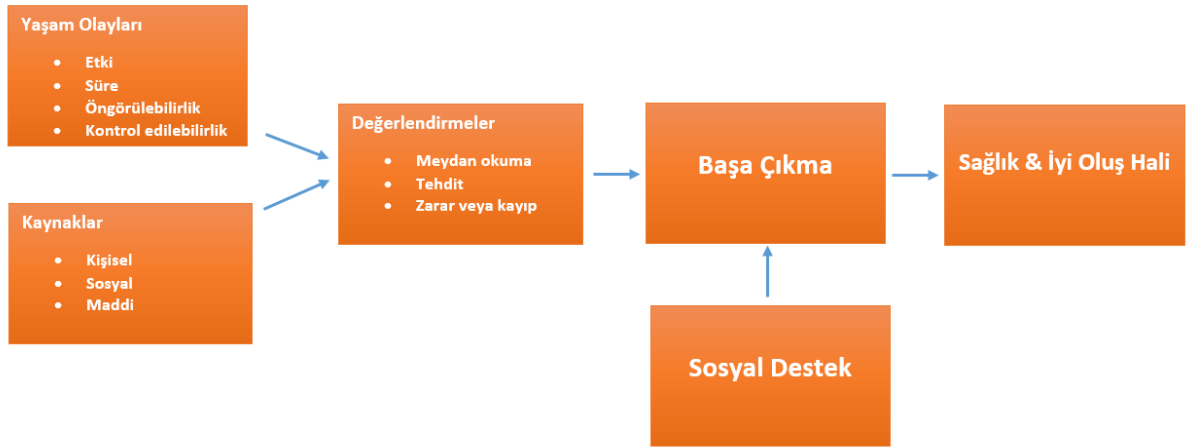 Yaşam Olayları
• Etki
• Süre
• Öngörülebilirlik
• Kontrol edilebilirlik
Kaynaklar
• Kişisel
• Sosyal
• Maddi
Değerlendirmeler
• Meydan okuma
• Tehdit
• Zarar veya kayıp
Başa Çıkma
Sosyal Destek
Sağlık & İyi Oluş Hali